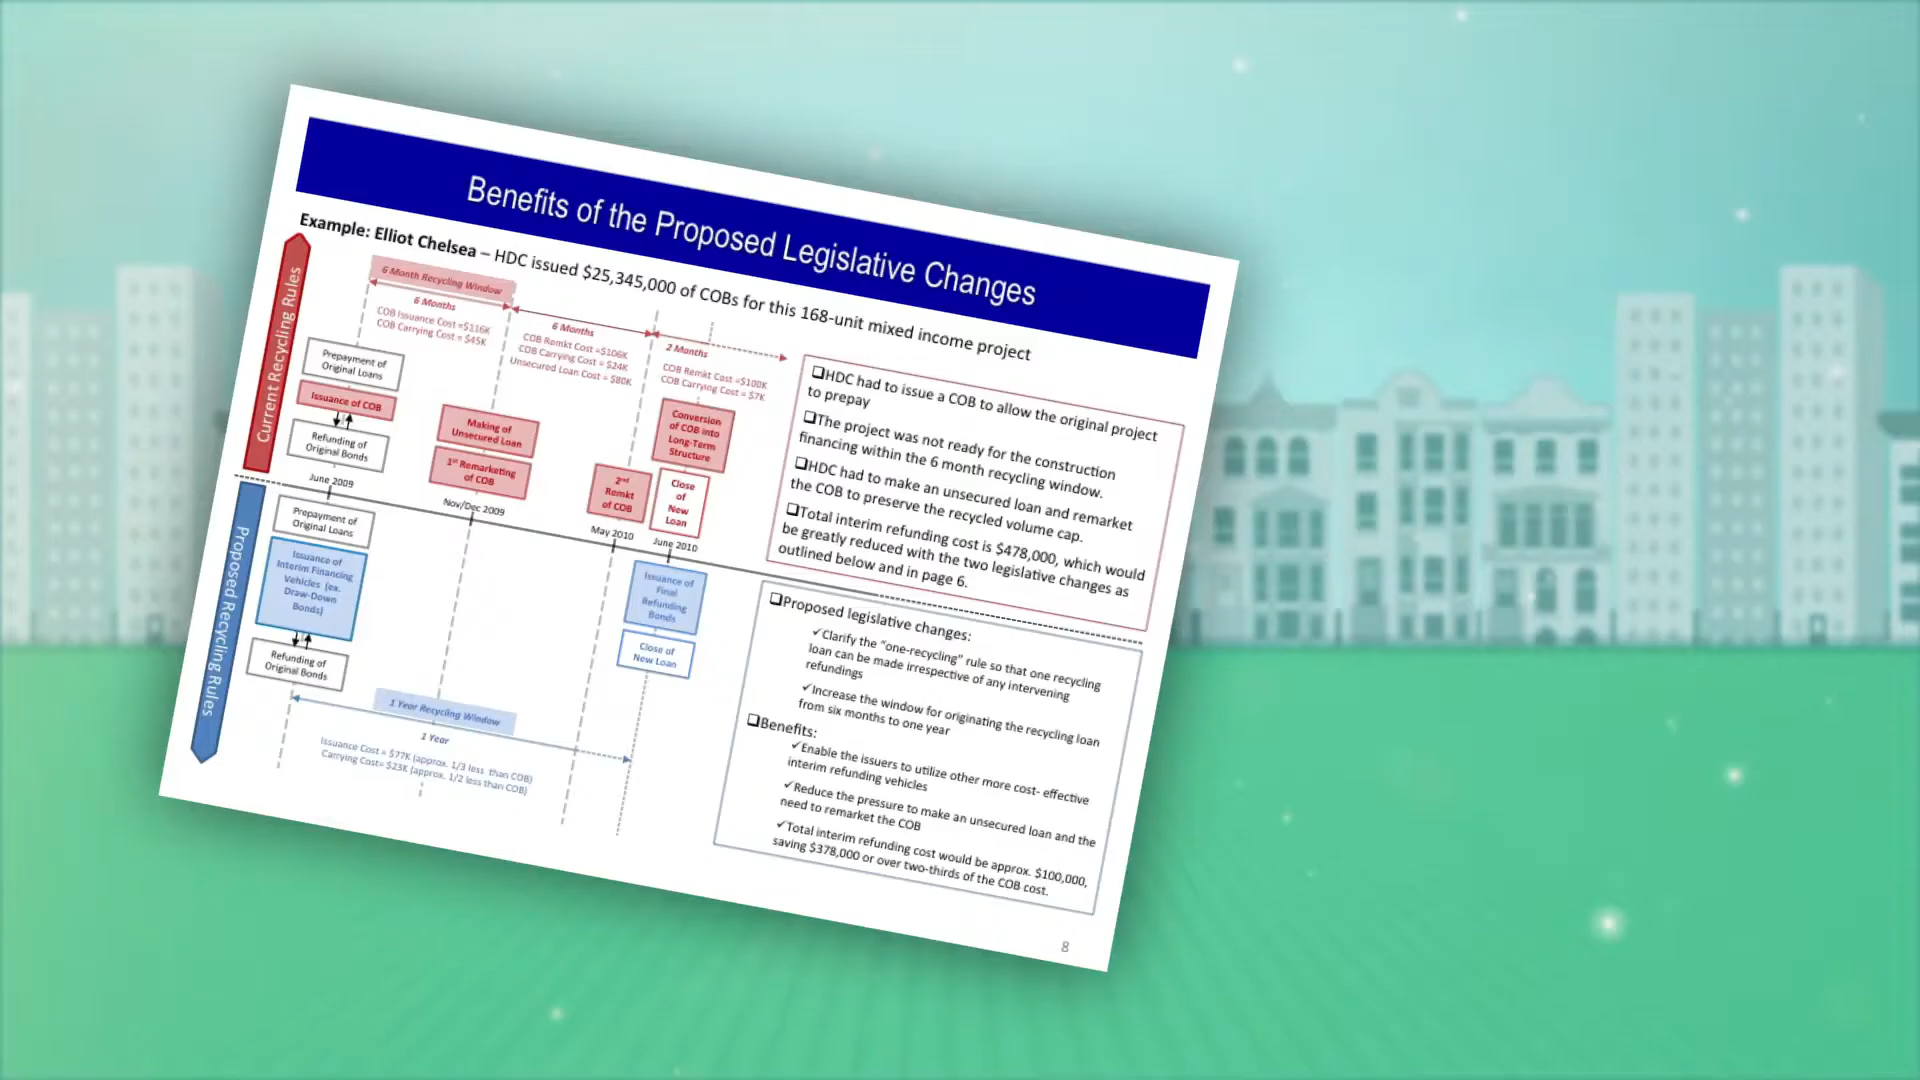 Benefits of the Proposed Legislative Changes
Example: Elliot Chelsea – HDC issued $25,345,000 of COBs for this 168-unit mixed income project
Current Recycling Rules
6 Month Recycling Window
6 Months
COB Issuance Cost =$116K
COB Carrying Cost = $45K
6 Months
COB Remkt Cost =$106K
COB Carrying Cost = $24K
Unsecured Loan Cost = $80K
2 Months
COB Remkt Cost =$100K
COB Carrying Cost = $7K
Prepayment of
Original Loans
Issuance of COB
Refunding of
Original Bonds
Making of
Unsecured Loan
1st Remarketing
of COB
2nd
Remkt
of COB
Conversion
of COB into
Long-Term
Structure
Close
of
New
Loan
June 2009
Nov/Dec 2009
May 2010
June 2010
Proposed Recycling Rules
Prepayment of
Original Loans
Issuance of
Interim Financing
Vehicles (ex.
Draw-Down
Bonds)
Refunding of
Original Bonds
Issuance of
Final
Refunding
Bonds
Close of
New Loan
1 Year Recycling Window
1 Year
Issuance Cost = $77K (approx. 1/3 less than COB)
Carrying Cost= $23K (approx. 1/2 less than COB)
❑HDC had to issue a COB to allow the original project
to prepay
❑The project was not ready for the construction
financing within the 6 month recycling window.
❑HDC had to make an unsecured loan and remarket
the COB to preserve the recycled volume cap.
❑Total interim refunding cost is $478,000, which would
be greatly reduced with the two legislative changes as
outlined below and in page 6.
❑Proposed legislative changes:
✓Clarify the “one-recycling” rule so that one recycling
loan can be made irrespective of any intervening
refundings
✓Increase the window for originating the recycling loan
from six months to one year
❑Benefits:
✓Enable the issuers to utilize other more cost- effective
interim refunding vehicles
✓Reduce the pressure to make an unsecured loan and the
need to remarket the COB
✓Total interim refunding cost would be approx. $100,000,
saving $378,000 or over two-thirds of the COB cost.
8